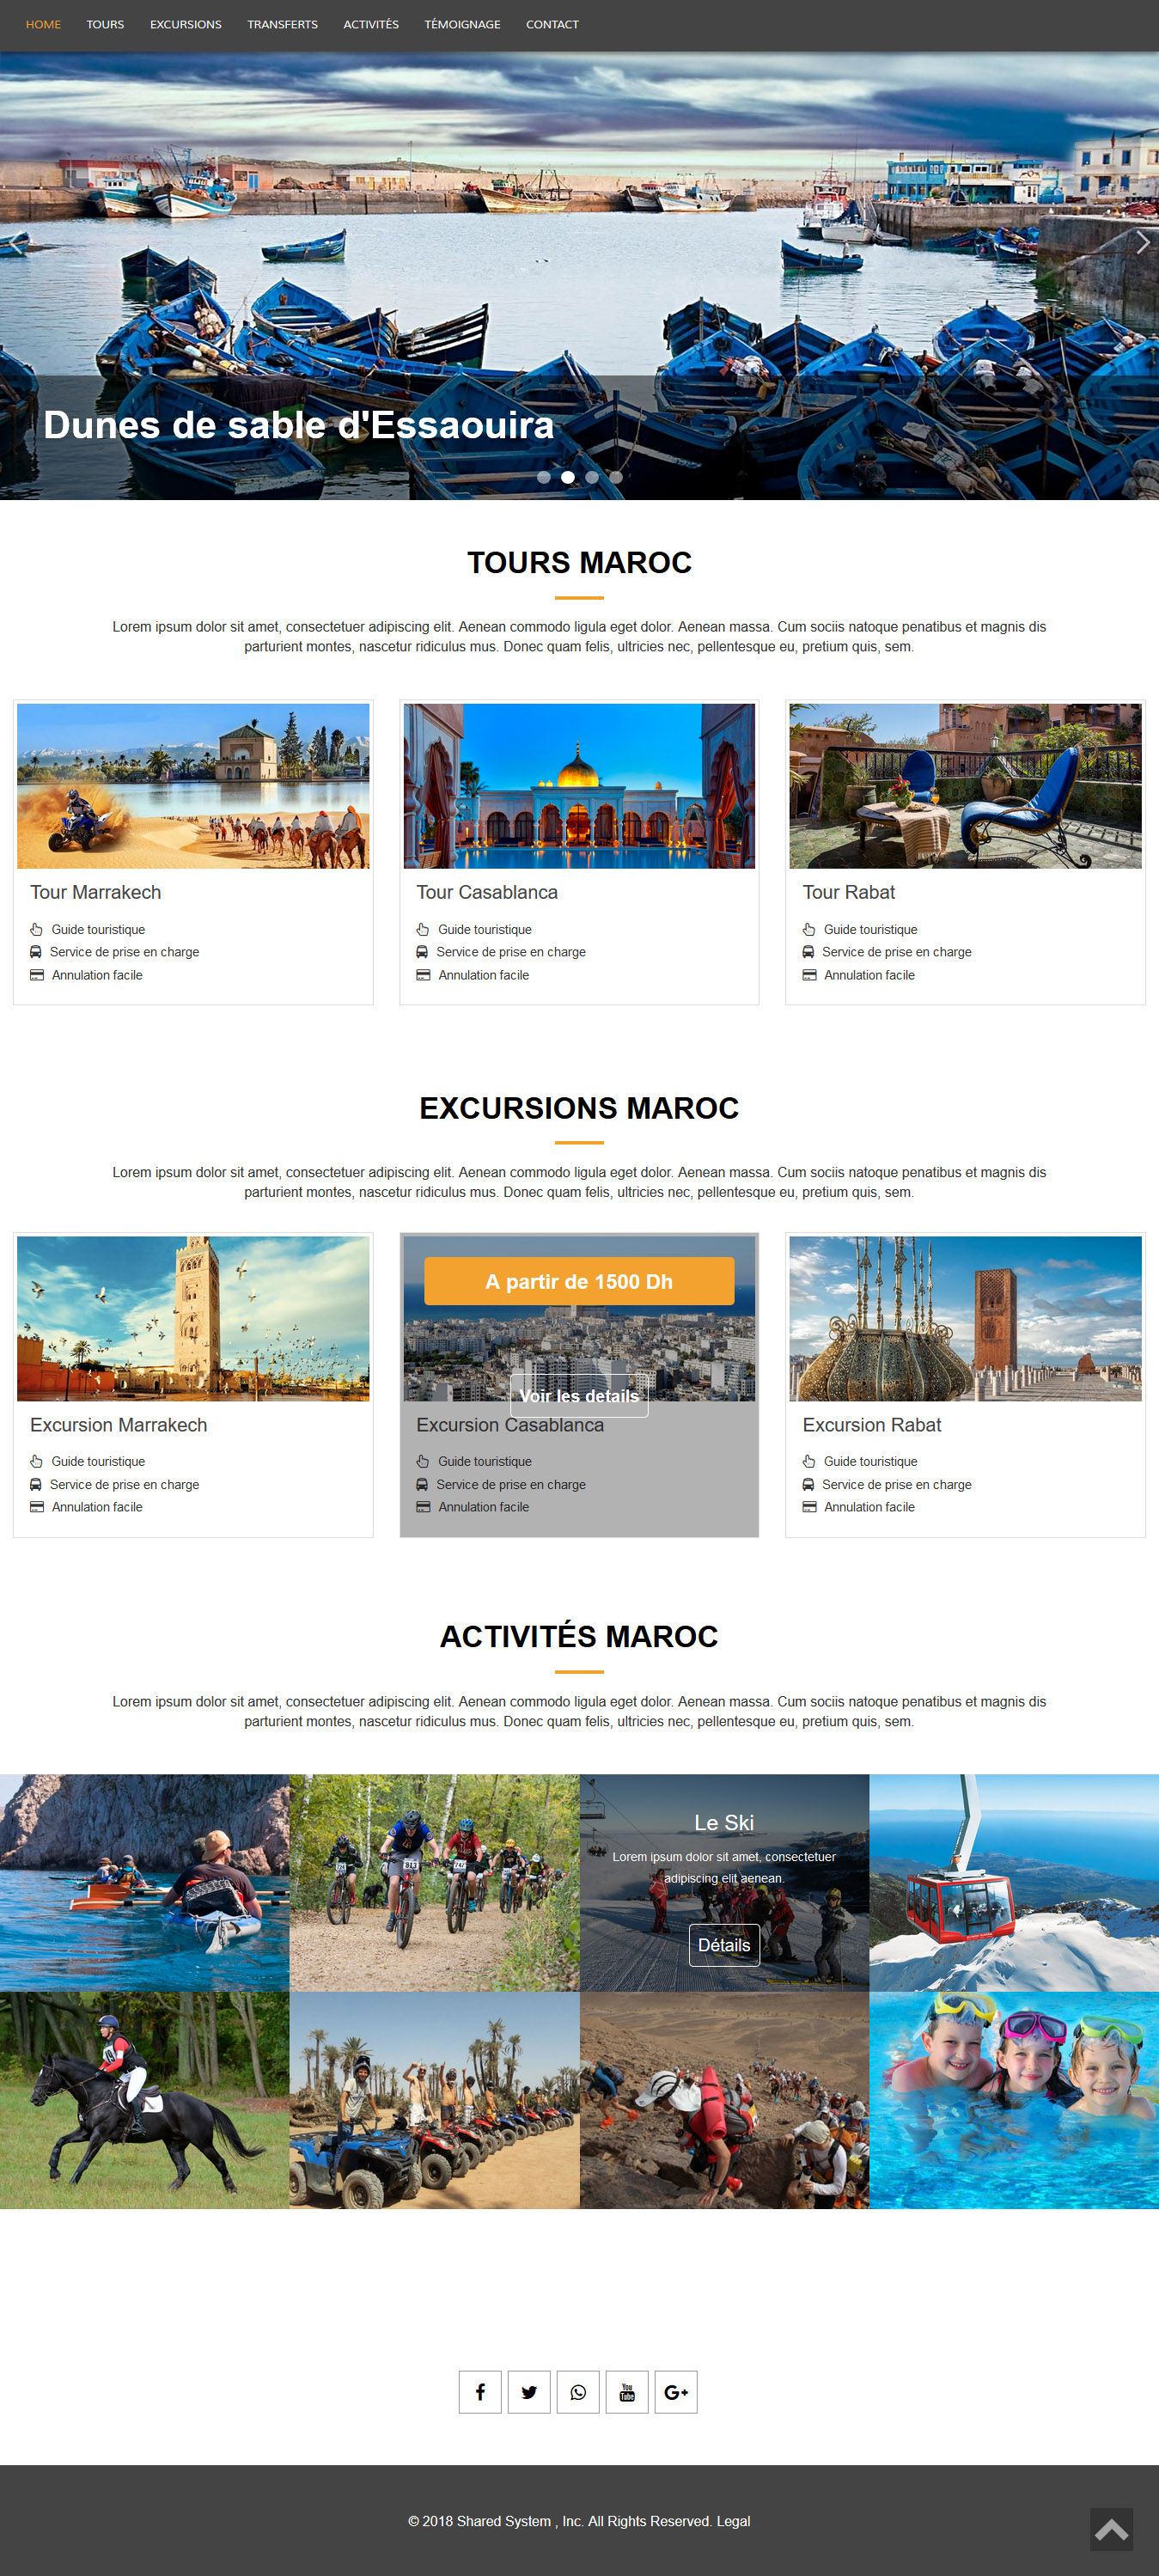 HOME TOURS EXCURSIONS TRANSFERTS ACTIVITÉS TÉMOIGNAGE CONTACT
Dunes de sable d'Essaouira
TOURS MAROC
Lorem ipsum dolor sit amet, consectetuer adipiscing elit. Aenean commodo ligula eget dolor. Aenean massa. Cum sociis natoque penatibus et magnis dis
parturient montes, nascetur ridiculus mus. Donec quam felis, ultricies nec, pellentesque eu, pretium quis, sem.
Tour Marrakech
Guide touristique
Service de prise en charge
Annulation facile
Tour Casablanca
Guide touristique
Service de prise en charge
Annulation facile
Tour Rabat
Guide touristique
Service de prise en charge
Annulation facile
EXCURSIONS MAROC
Lorem ipsum dolor sit amet, consectetuer adipiscing elit. Aenean commodo ligula eget dolor. Aenean massa. Cum sociis natoque penatibus et magnis dis
parturient montes, nascetur ridiculus mus. Donec quam felis, ultricies nec, pellentesque eu, pretium quis, sem.
Excursion Marrakech
Guide touristique
Service de prise en charge
Annulation facile
A partir de 1500 Dh
Voir les details
Excursion Casablanca
Guide touristique
Service de prise en charge
Annulation facile
Excursion Rabat
Guide touristique
Service de prise en charge
Annulation facile
ACTIVITÉS MAROC
Lorem ipsum dolor sit amet, consectetuer adipiscing elit. Aenean commodo ligula eget dolor. Aenean massa. Cum sociis natoque penatibus et magnis dis
parturient montes, nascetur ridiculus mus. Donec quam felis, ultricies nec, pellentesque eu, pretium quis, sem.
Le Ski
Lorem ipsum dolor sit amet, consectetuer
adipiscing elit aenean.
Détails
You
Tube
© 2018 Shared System , Inc. All Rights Reserved. Legal